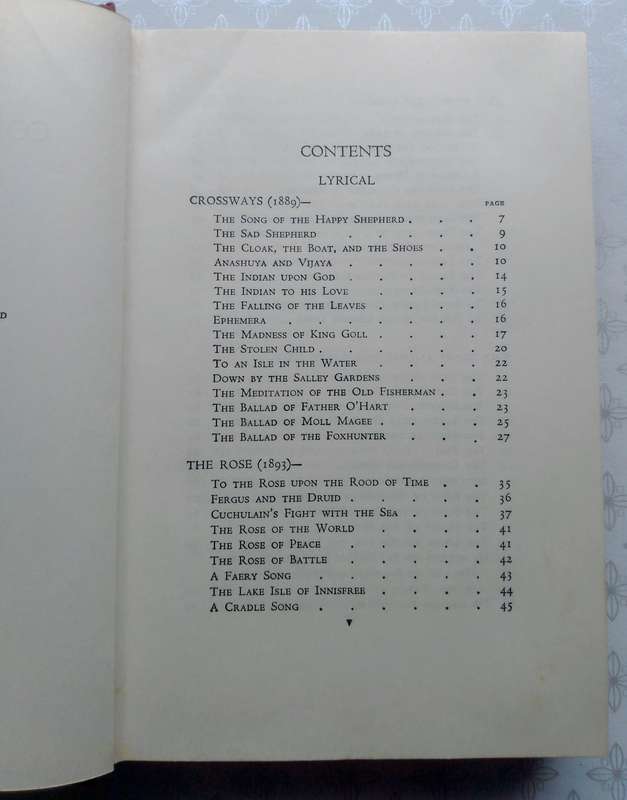 CONTENTS
LYRICAL
CROSSWAYS (1889)— PAGE
THE SONG OF THE HAPPY SHEPHERD . . . 7
THE SAD SHEPHERD . . . . . 9
THE CLOAK, THE BOAT, AND THE SHOES . . 10
ANASHUYA AND VIJAYA . . . . . 10
THE INDIAN UPON GOD . . . . . 14
THE INDIAN TO HIS LOVE . . . . 15
THE FALLING OF THE LEAVES . . . . 16
EPHEMERA . . . . . . . 16
THE MADNESS OF KING GOLL . . . . 17
THE STOLEN CHILD . . . . . . 20
TO AN ISLE IN THE WATER . . . . 22
DOWN BY THE SALLEY GARDENS . . . 22
THE MEDITATION OF THE OLD FISHERMAN . . 23
THE BALLAD OF FATHER O'HART . . . 23
THE BALLAD OF MOLL MAGEE . . . . 25
THE BALLAD OF THE FOXHUNTER . . . 27
THE ROSE (1893)—
TO THE ROSE UPON THE ROOD OF TIME . . 35
FERGUS AND THE DRUID . . . . . 36
CUCHULAIN'S FIGHT WITH THE SEA . . . 37
THE ROSE OF THE WORLD . . . . 41
THE ROSE OF PEACE . . . . . 41
THE ROSE OF BATTLE . . . . . 42
A FAERY SONG . . . . . . 43
THE LAKE ISLE OF INNISFREE . . . . 44
A CRADLE SONG . . . . . . 45